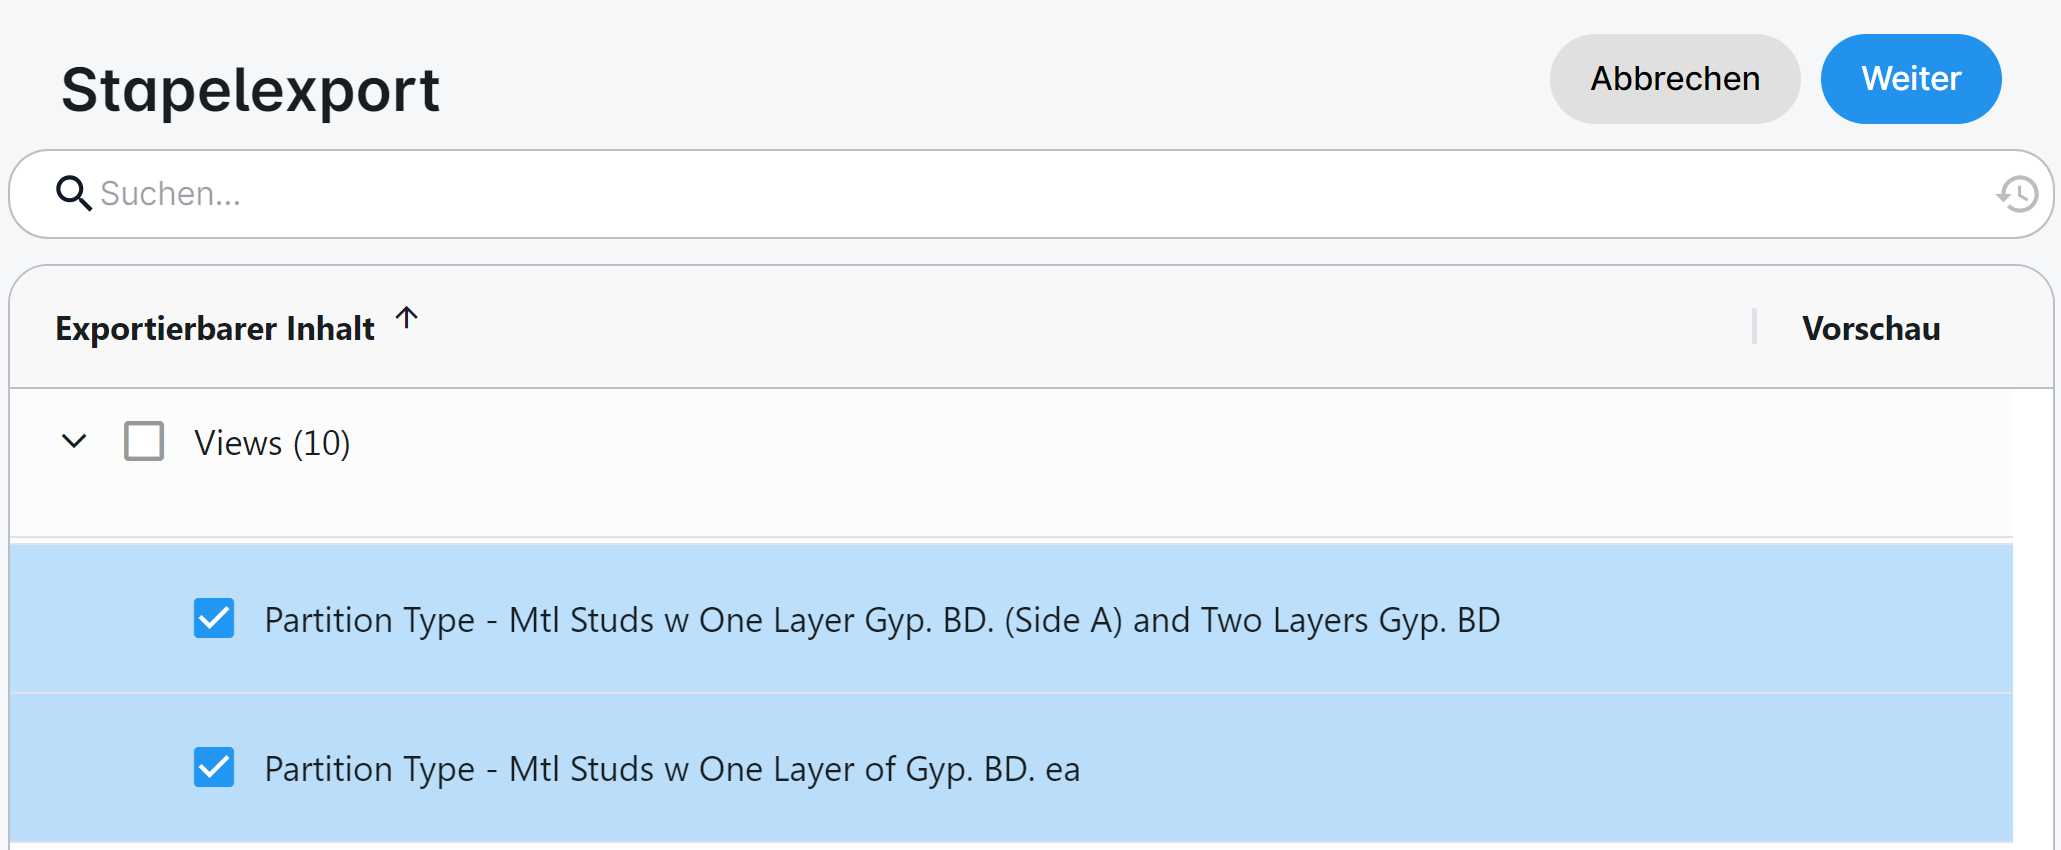 Stapelexport
Abbrechen
Weiter
Suchen...
Exportierbarer Inhalt
Vorschau
Views (10)
Partition Type - Mtl Studs w One Layer Gyp. BD. (Side A) and Two Layers Gyp. BD
Partition Type - Mtl Studs w One Layer of Gyp. BD. ea